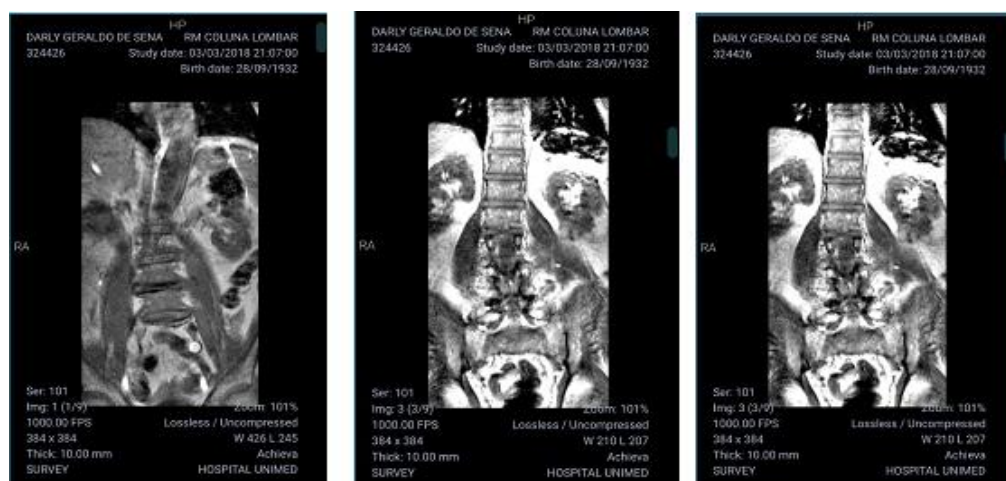 HP
DARLY GERALDO DE SENA RM COLUNA LOMBAR
324426 Study date: 03/03/2018 21:07:00
Birth date: 28/09/1932
RA
Ser: 101
Img: 1 (1/9) Zoom: 101%
1000.00 FPS Lossless / Uncompressed
384 x 384 W 426 L 245
Thick: 10.00 mm Achieva
SURVEY HOSPITAL UNIMED
HP
DARLY GERALDO DE SENA RM COLUNA LOMBAR
324426 Study date: 03/03/2018 21:07:00
Birth date: 28/09/1932
RA
Ser: 101
Img: 3 (3/9) Zoom: 101%
1000.00 FPS Lossless / Uncompressed
384 x 384 W 210 L 207
Thick: 10.00 mm Achieva
SURVEY HOSPITAL UNIMED
HP
DARLY GERALDO DE SENA RM COLUNA LOMBAR
324426 Study date: 03/03/2018 21:07:00
Birth date: 28/09/1932
RA
Ser: 101
Img: 3 (3/9) Zoom: 101%
1000.00 FPS Lossless / Uncompressed
384 x 384 W 210 L 207
Thick: 10.00 mm Achieva
SURVEY HOSPITAL UNIMED